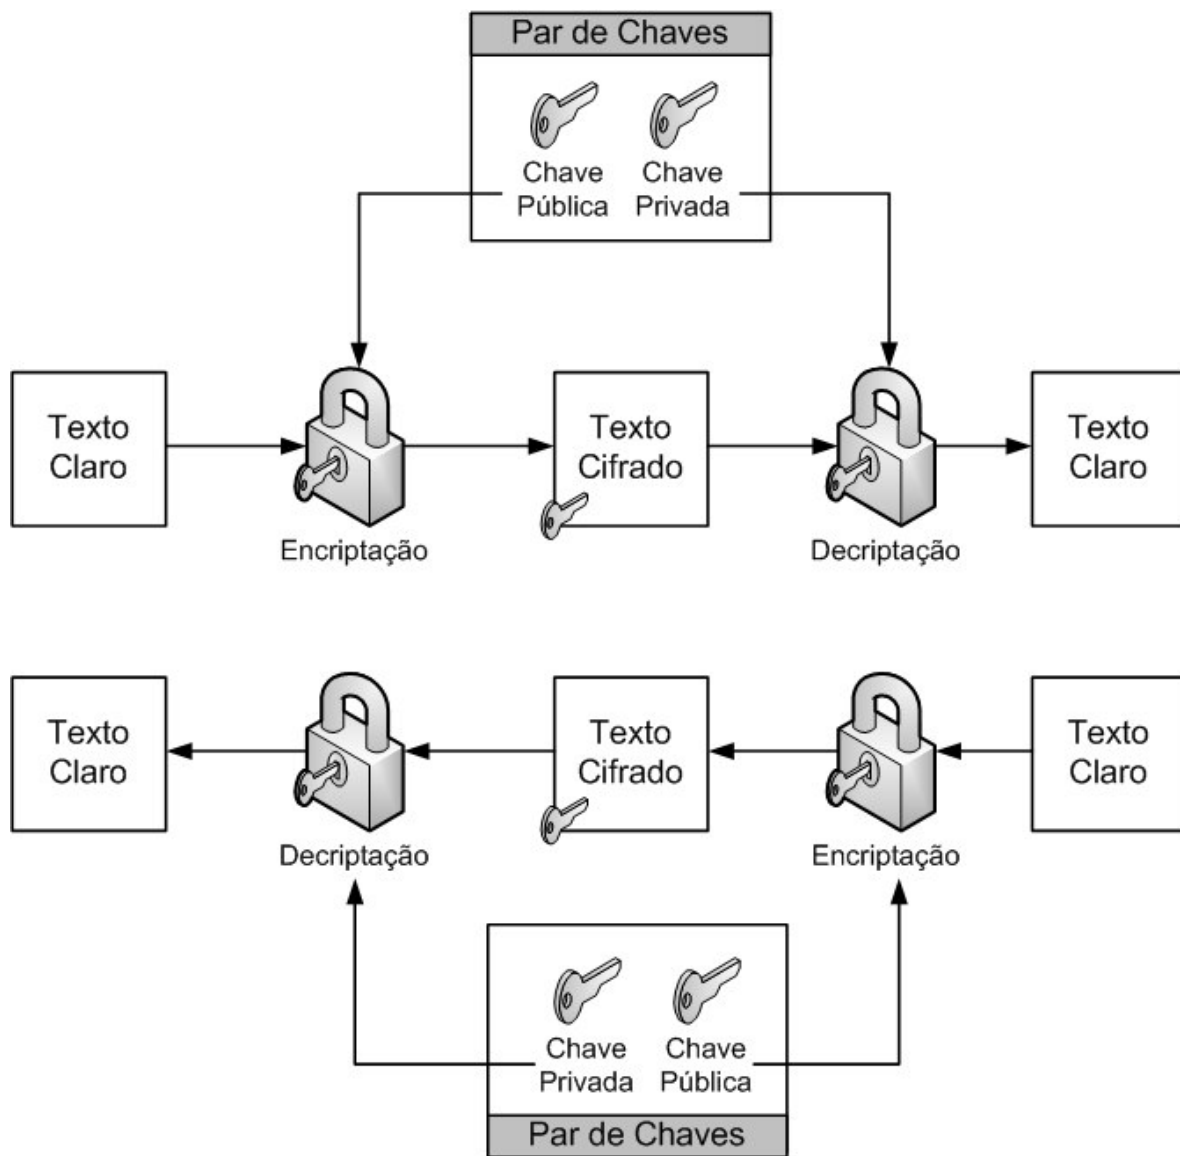 Par de Chaves
Chave
Pública
Chave
Privada
Texto
Claro
Texto
Cifrado
Texto
Claro
Encriptação
Decriptação
Texto
Claro
Texto
Cifrado
Texto
Claro
Decriptação
Encriptação
Chave
Privada
Chave
Pública
Par de Chaves